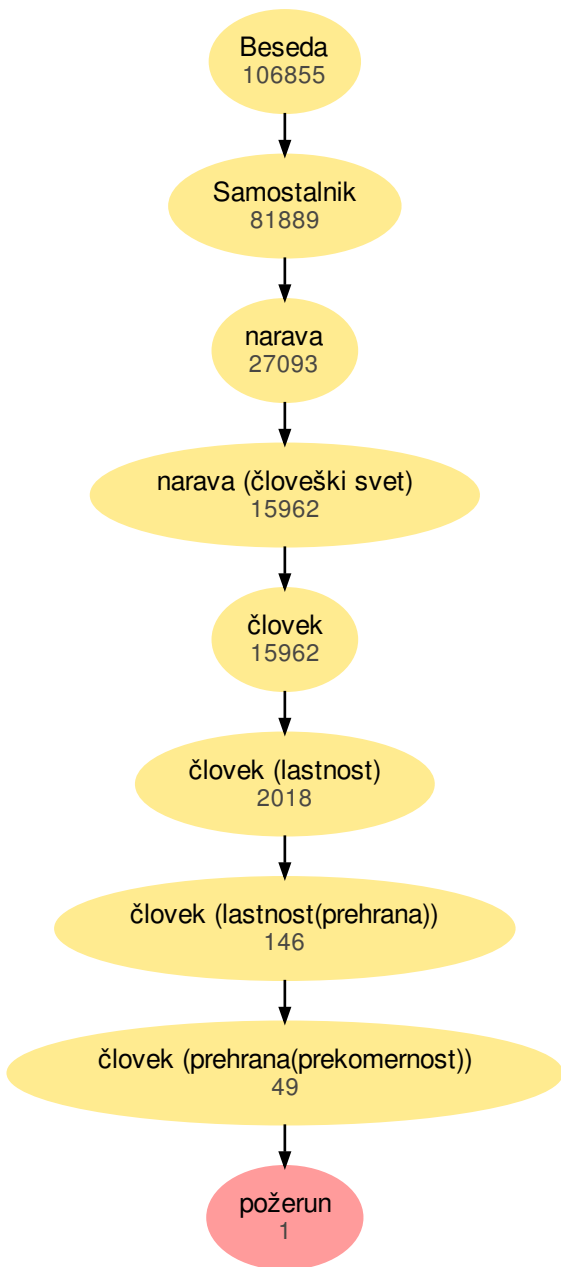 Beseda
106855
Samostalnik
81889
narava
27093
narava (človeški svet)
15962
človek
15962
človek (lastnost)
2018
človek (lastnost(prehrana))
146
človek (prehrana(prekomernost))
49
požerun
1